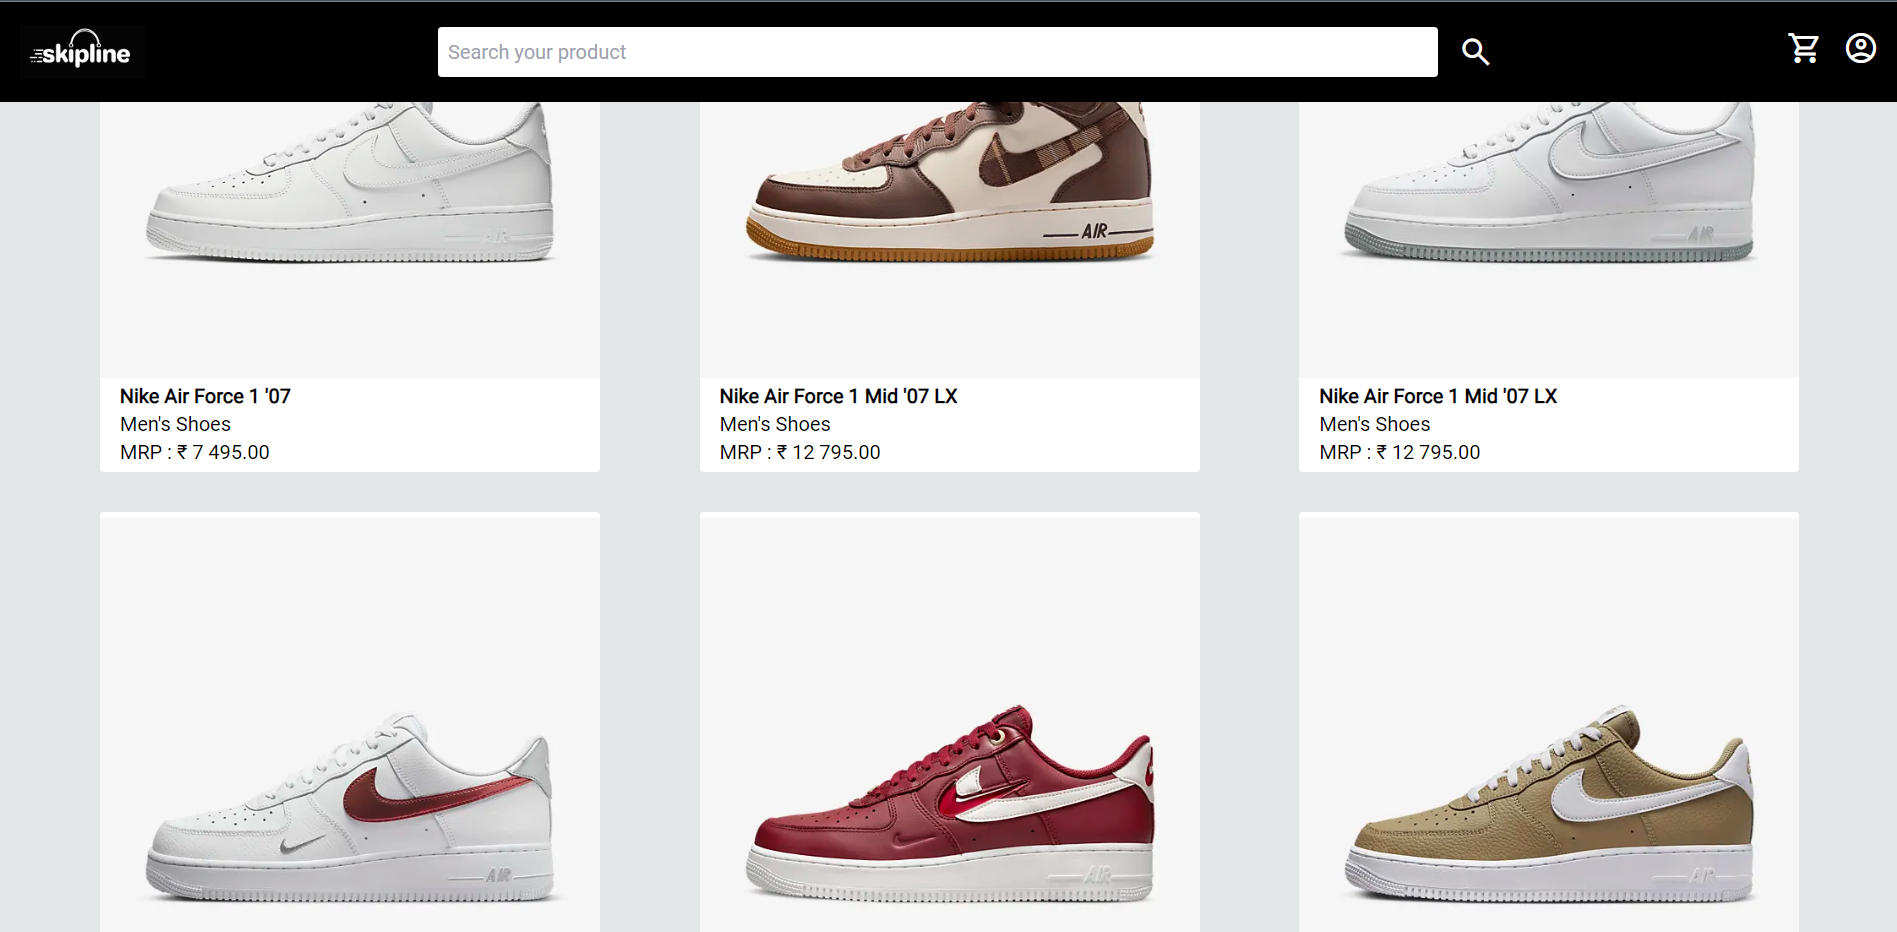 skipline
Search your product
AIR
AIR
AIR
Nike Air Force 1 '07
Men's Shoes
MRP : ₹ 7 495.00
Nike Air Force 1 Mid '07 LX
Men's Shoes
MRP : ₹ 12 795.00
Nike Air Force 1 Mid '07 LX
Men's Shoes
MRP : ₹ 12 795.00
AIR
AIR
AIR